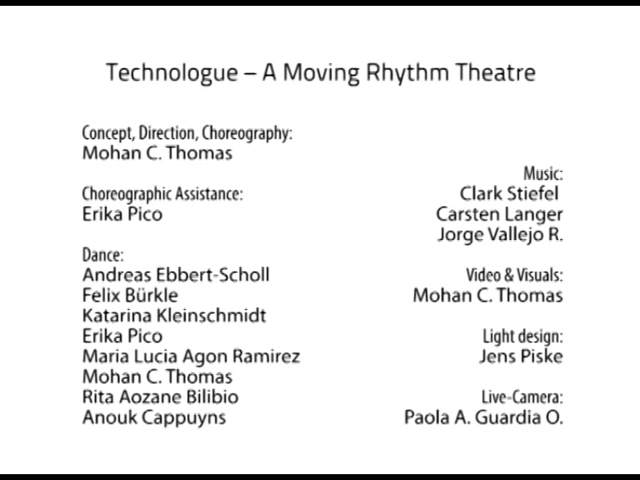 Technologue – A Moving Rhythm Theatre
Concept, Direction, Choreography:
Mohan C. Thomas
Choreographic Assistance:
Erika Pico
Dance:
Andreas Ebbert-Scholl
Felix Bürkle
Katarina Kleinschmidt
Erika Pico
Maria Lucia Agon Ramirez
Mohan C. Thomas
Rita Aozane Bilibio
Anouk Cappuyns
Music:
Clark Stiefel
Carsten Langer
Jorge Vallejo R.
Video & Visuals:
Mohan C. Thomas
Light design:
Jens Piske
Live-Camera:
Paola A. Guardia O.